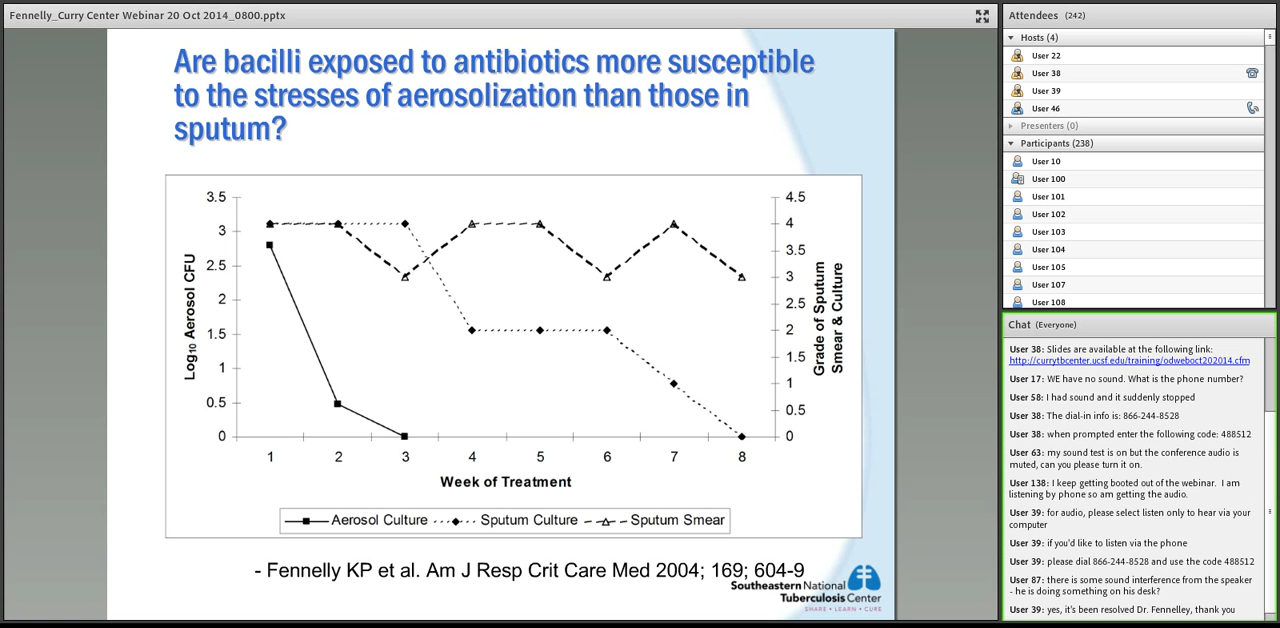 Fennelly_Curry Center Webinar 20 Oct 2014_0800.pptx
Are bacilli exposed to antibiotics more susceptible
to the stresses of aerosolization than those in
sputum?
3.5
3
2.5
2
1.5
1
0.5
0
Log10 Aerosol CFU
4.5
4
3.5
3
2.5
2
1.5
1
0.5
0
Grade of Sputum
Smear & Culture
1 2 3 4 5 6 7 8
Week of Treatment
Aerosol Culture Sputum Culture Sputum Smear
- Fennelly KP et al. Am J Resp Crit Care Med 2004; 169; 604-9
Southeastern National
Tuberculosis Center
SHARE • LEARN • CURE
Attendees (242)
Hosts (4)
User 22
User 38
User 39
User 46
Presenters (0)
Participants (238)
User 10
User 100
User 101
User 102
User 103
User 104
User 105
User 107
User 108
Chat (Everyone)
User 38: Slides are available at the following link:
http://currytbcenter.ucsf.edu/training/odweboct202014.cfm
User 17: WE have no sound. What is the phone number?
User 58: I had sound and it suddenly stopped
User 38: The dial-in info is: 866-244-8528
User 38: when prompted enter the following code: 488512
User 63: my sound test is on but the conference audio is
muted, can you please turn it on.
User 138: I keep getting booted out of the webinar. I am
listening by phone so am getting the audio.
User 39: for audio, please select listen only to hear via your
computer
User 39: if you'd like to listen via the phone
User 39: please dial 866-244-8528 and use the code 488512
User 87: there is some sound interference from the speaker
- he is doing something on his desk?
User 39: yes, it's been resolved Dr. Fennelley, thank you